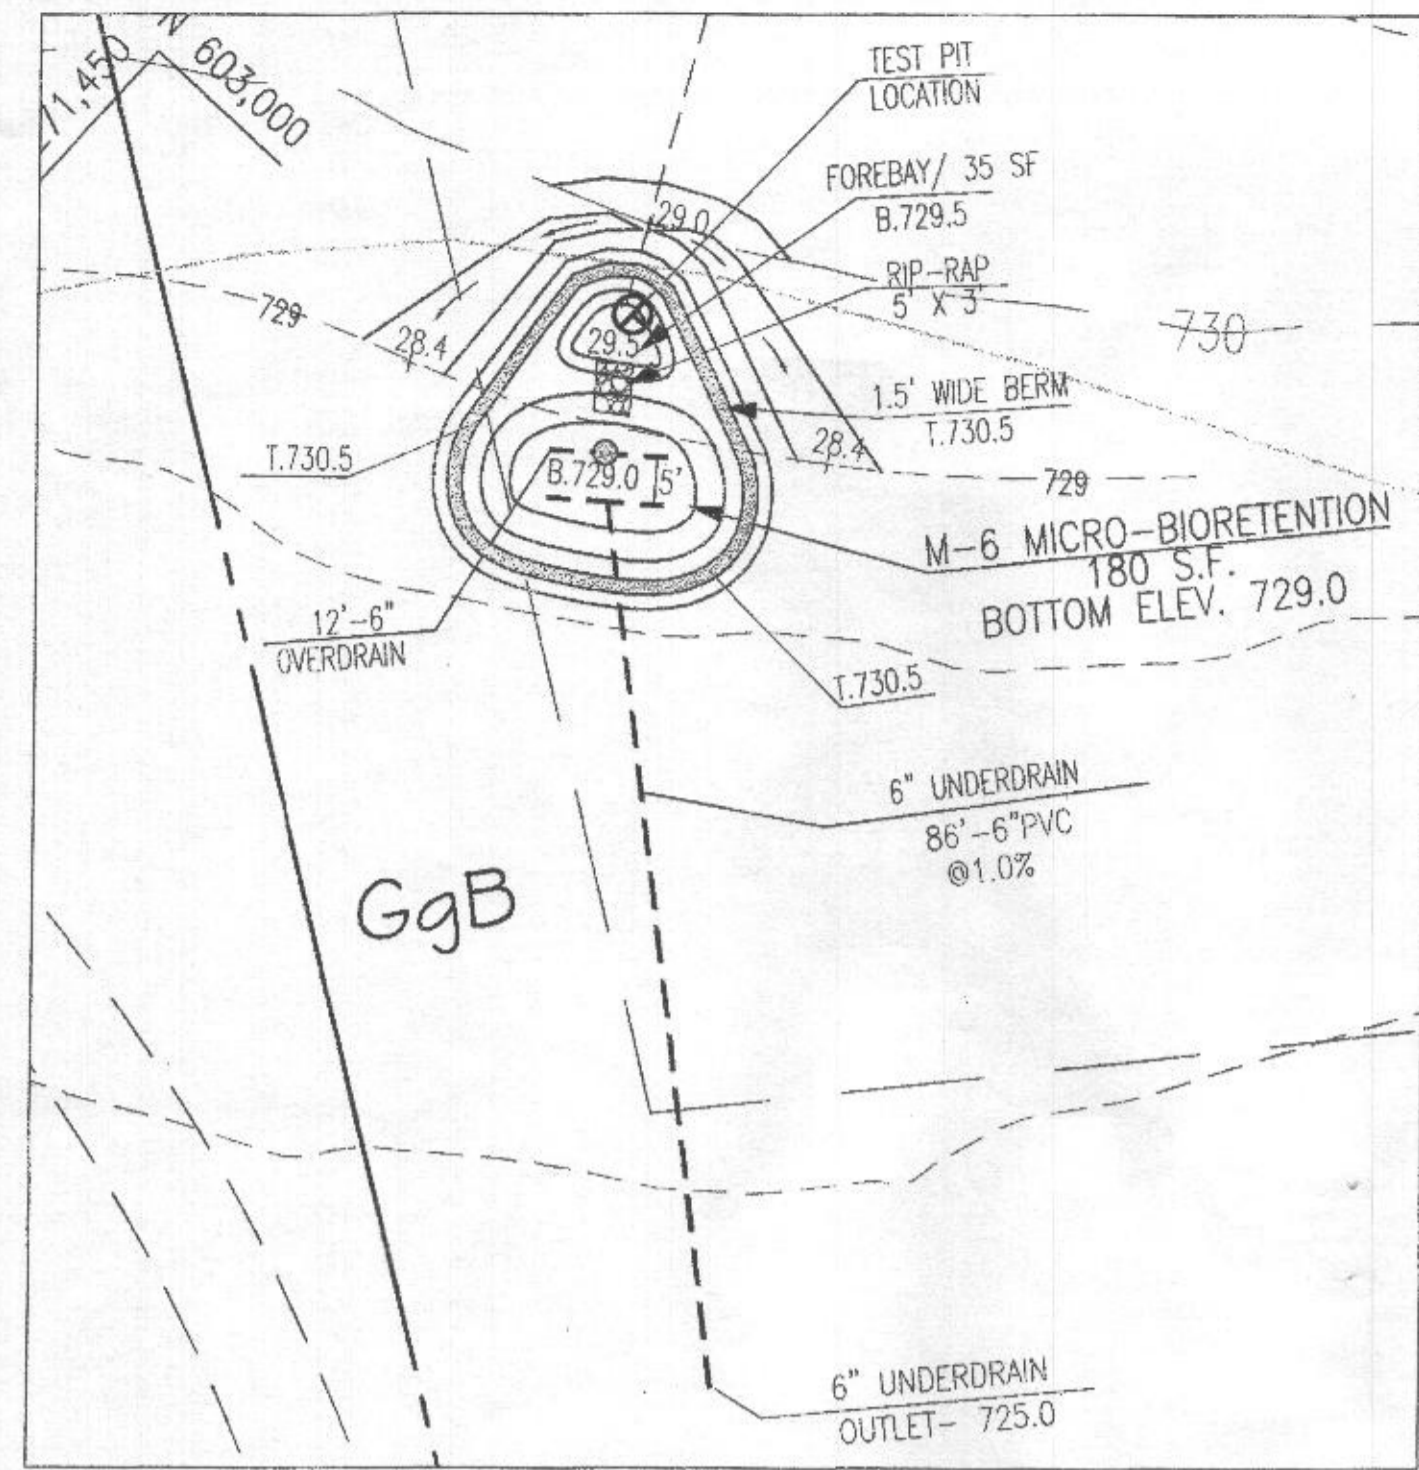 N 603,000
71,450
TEST PIT
LOCATION
FOREBAY/ 35 SF
B.729.5
29.0
RIP-RAP
5' X 3'
729
28.4
29.5
730
1.5' WIDE BERM
T.730.5
T.730.5
28.4
B.729.0
5'
729
M-6 MICRO-BIORETENTION
180 S.F.
BOTTOM ELEV. 729.0
12'-6"
OVERDRAIN
T.730.5
6" UNDERDRAIN
86'-6"PVC
@1.0%
GgB
6" UNDERDRAIN
OUTLET- 725.0